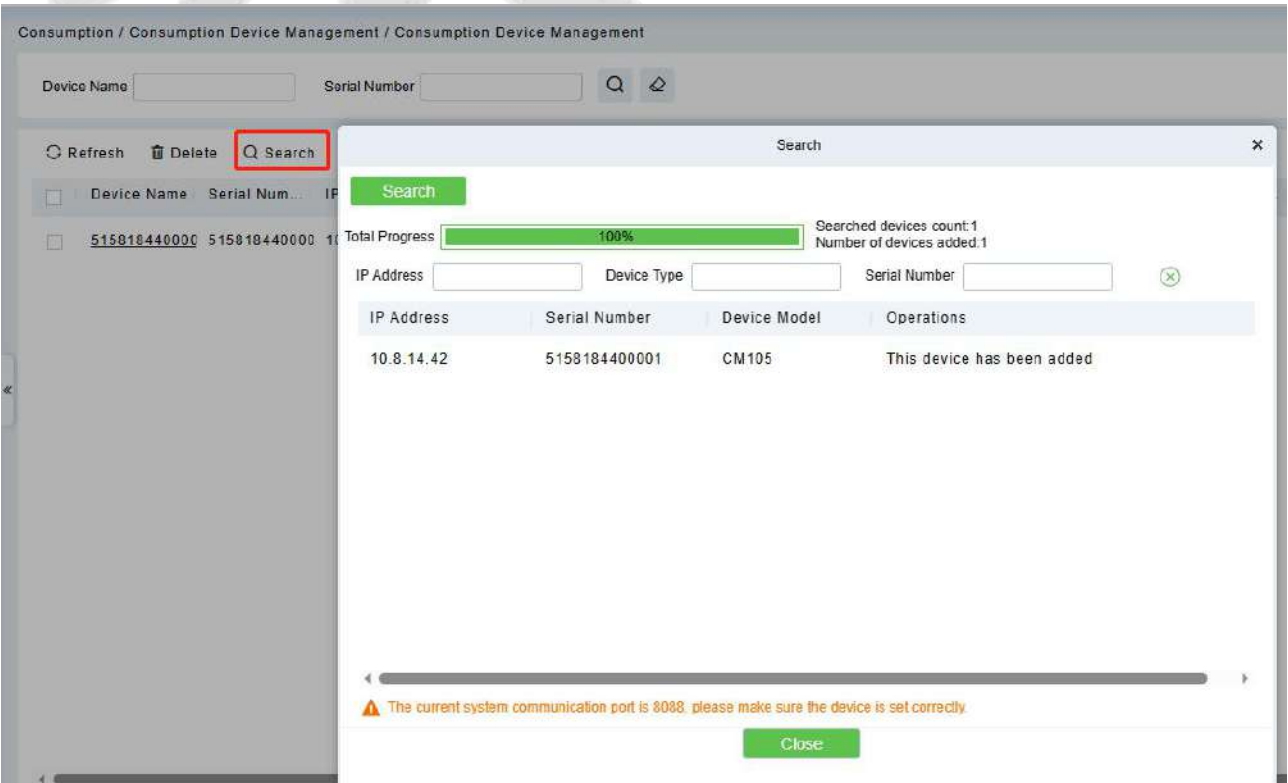 Consumption / Consumption Device Management / Consumption Device Management
Device Name Serial Number
Refresh Delete Search
Device Name Serial Num... IP
515818440000 515818440000 10
Search
Search
Total Progress 100% Searched devices count:1
Number of devices added:1
IP Address Device Type Serial Number
IP Address Serial Number Device Model Operations
10.8.14.42 5158184400001 CM105 This device has been added
The current system communication port is 8088, please make sure the device is set correctly.
Close